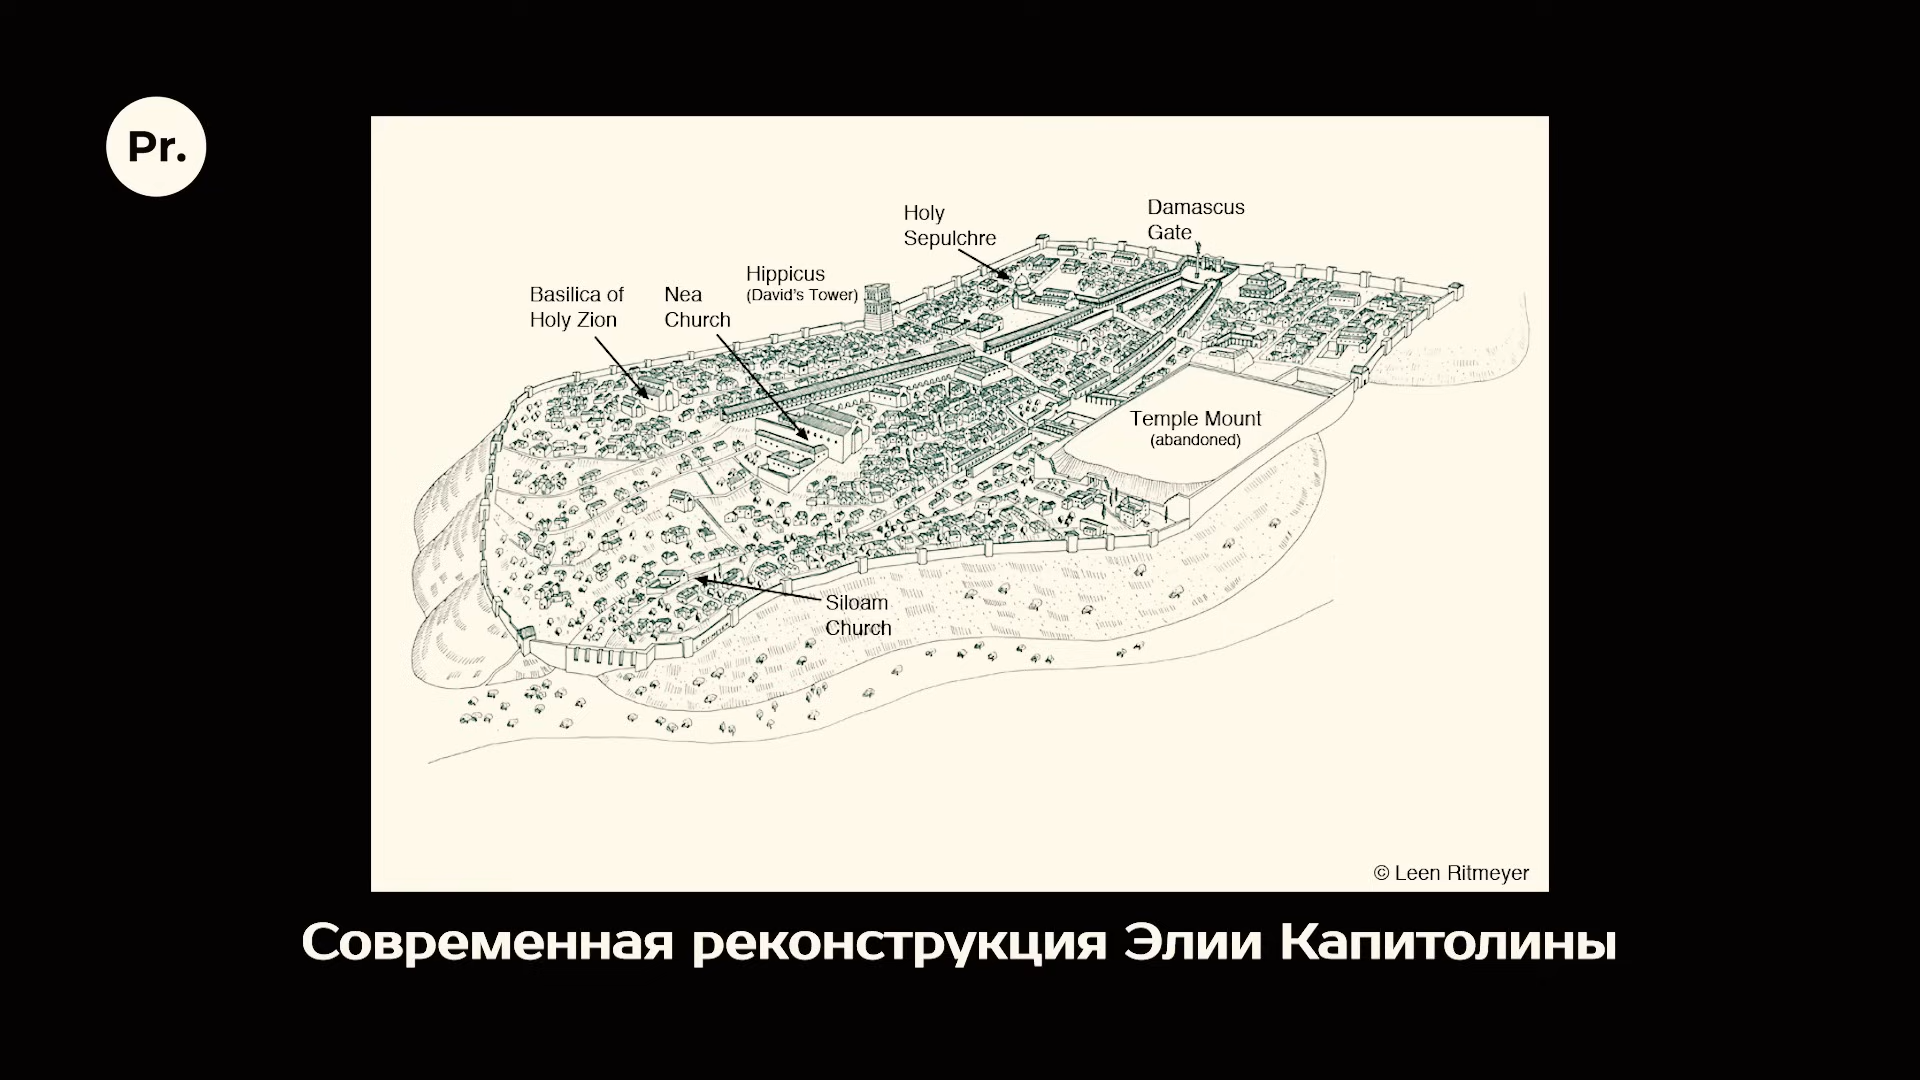 Pr.
Holy
Sepulchre
Damascus
Gate
Hippicus
(David's Tower)
Basilica of
Holy Zion
Nea
Church
Temple Mount
(abandoned)
Siloam
Church
© Leen Ritmeyer
Современная реконструкция Элии Капитолины